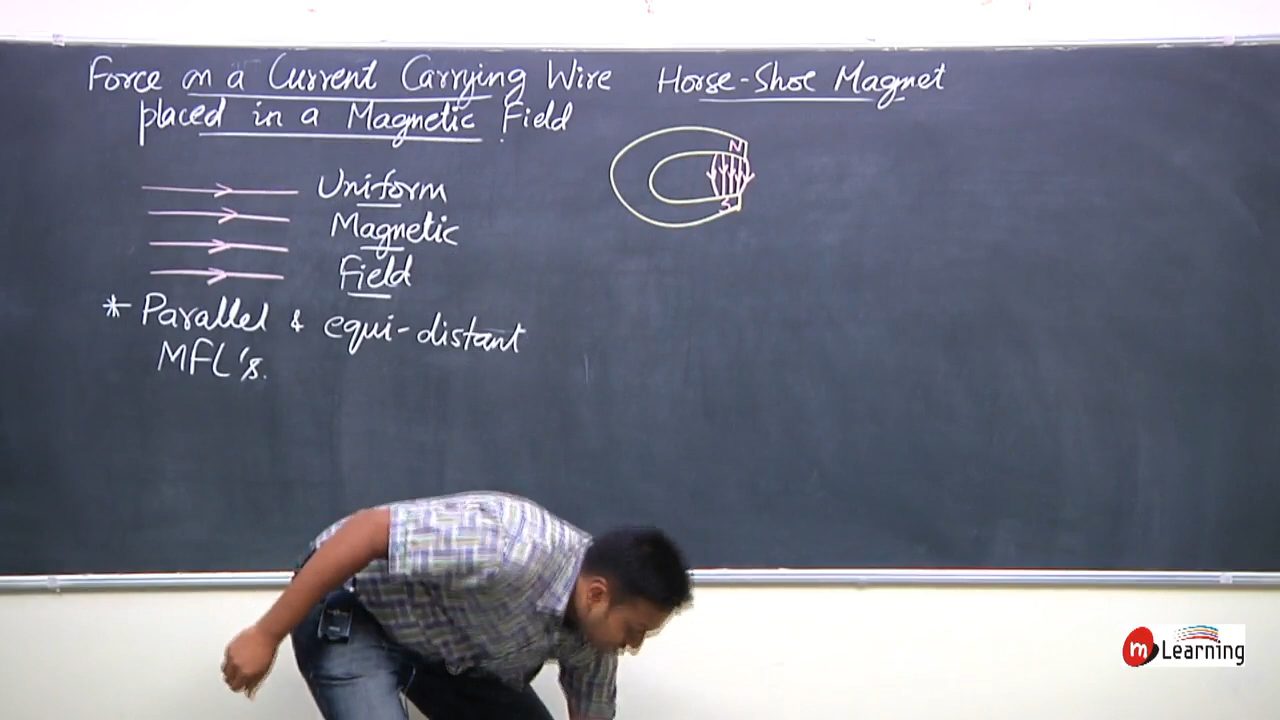 Force on a Current Carrying Wire
placed in a Magnetic Field
Uniform
Magnetic
Field
* Parallel & equi-distant
MFL's.
Horse-Shoe Magnet
N
S
m Learning